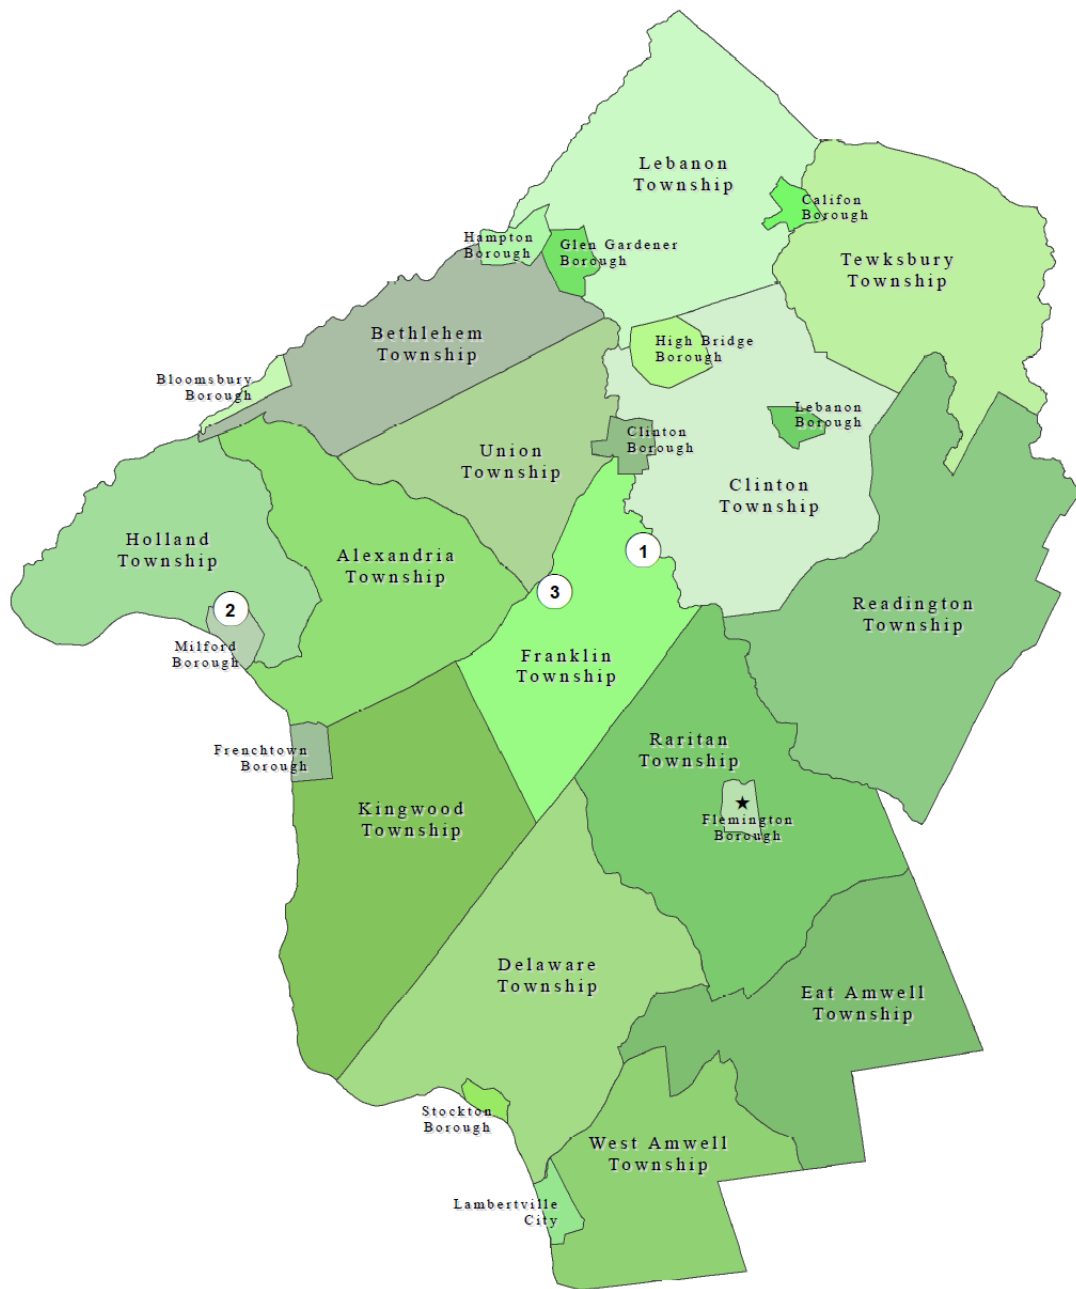 Lebanon
Township
Califon
Borough
Hampton
Borough
Glen Gardener
Borough
Tewksbury
Township
Bethlehem
Township
High Bridge
Borough
Bloomsbury
Borough
Lebanon
Borough
Clinton
Borough
Union
Township
Clinton
Township
Holland
Township
Alexandria
Township
1
3
2
Readington
Township
Milford
Borough
Franklin
Township
Frenchtown
Borough
Raritan
Township
Kingwood
Township
Flemington
Borough
Delaware
Township
Eat Amwell
Township
Stockton
Borough
West Amwell
Township
Lambertville
City